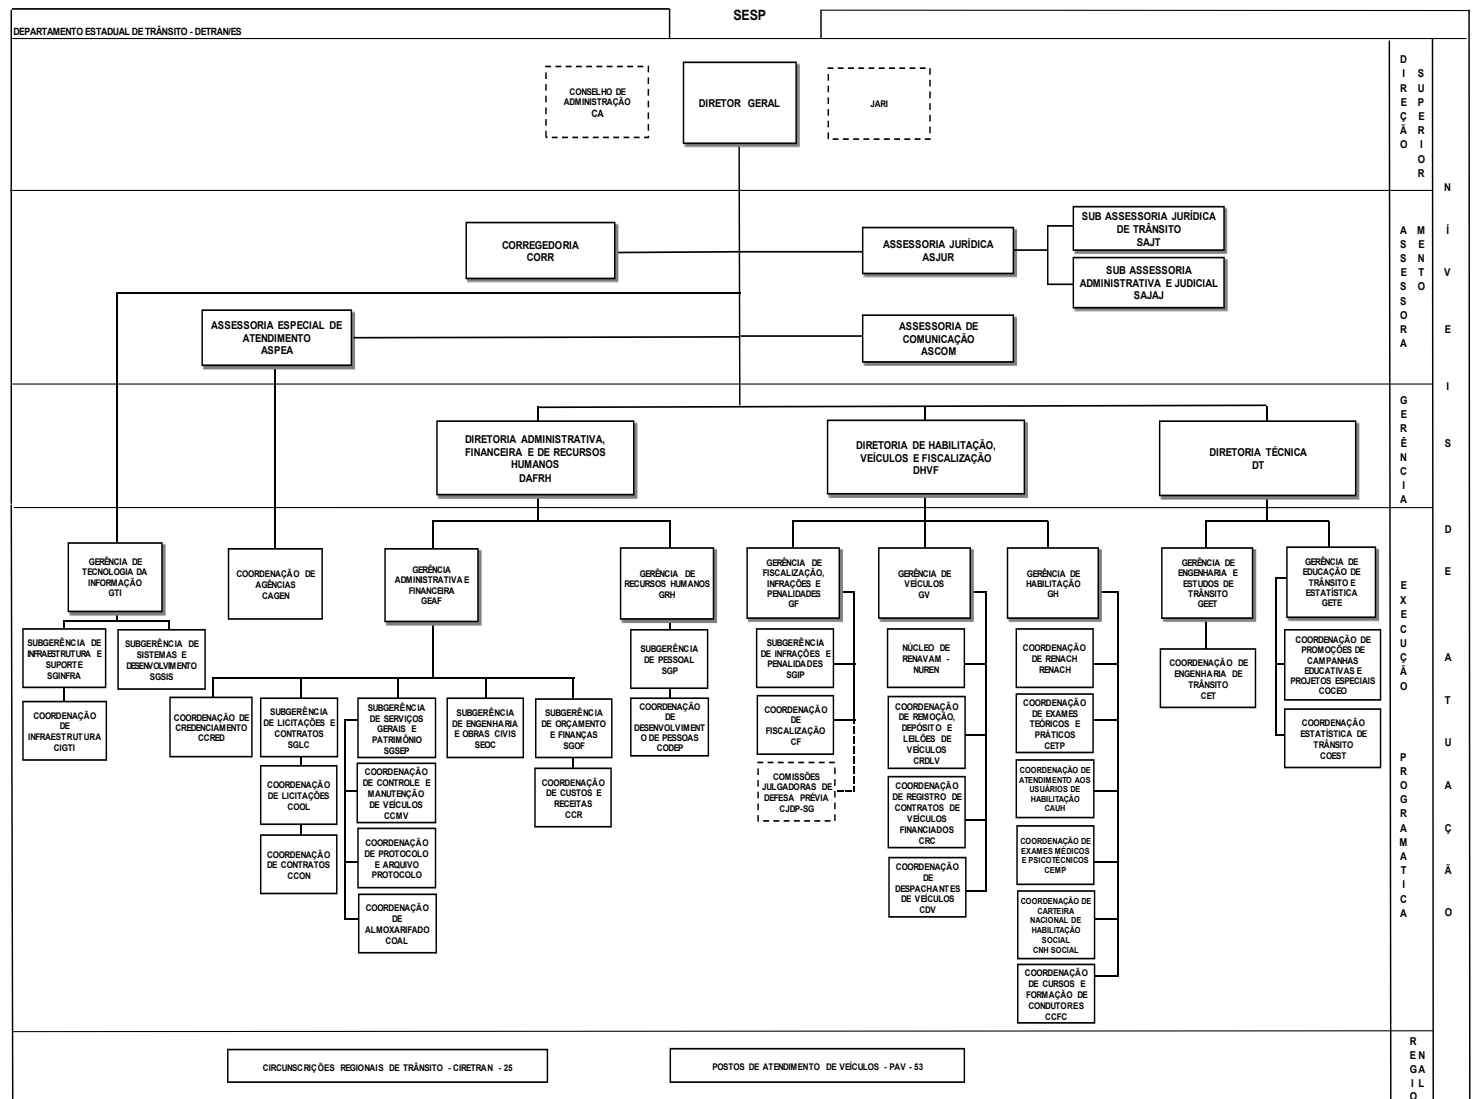 SESP
DEPARTAMENTO ESTADUAL DE TRÂNSITO - DETRAN/ES
CONSELHO DE
ADMINISTRAÇÃO
CA
DIRETOR GERAL
JARI
DIREÇÃO
SUPERIOR
CORREGEDORIA
CORR
ASSESSORIA JURÍDICA
ASJUR
SUB ASSESSORIA JURÍDICA
DE TRÂNSITO
SAJT
SUB ASSESSORIA
ADMINISTRATIVA E JUDICIAL
SAJAJ
ASSESSORIA ESPECIAL DE
ATENDIMENTO
ASPEA
ASSESSORIA DE
COMUNICAÇÃO
ASCOM
ASSESSORA
MENTO
DIRETORIA ADMINISTRATIVA,
FINANCEIRA E DE RECURSOS
HUMANOS
DAFRH
DIRETORIA DE HABILITAÇÃO,
VEÍCULOS E FISCALIZAÇÃO
DHVF
DIRETORIA TÉCNICA
DT
GERÊNCIA
GERÊNCIA DE
TECNOLOGIA DA
INFORMAÇÃO
GTI
COORDENAÇÃO DE
AGÊNCIAS
CAGEN
GERÊNCIA
ADMINISTRATIVA E
FINANCEIRA
GEAF
GERÊNCIA DE
RECURSOS HUMANOS
GRH
GERÊNCIA DE
FISCALIZAÇÃO,
INFRAÇÕES E
PENALIDADES
GF
GERÊNCIA DE
VEÍCULOS
GV
GERÊNCIA DE
HABILITAÇÃO
GH
GERÊNCIA DE
ENGENHARIA E
ESTUDOS DE
TRÂNSITO
GEET
GERÊNCIA DE
EDUCAÇÃO DE
TRÂNSITO E
ESTATÍSTICA
GETE
SUBGERÊNCIA DE
INFRAESTRUTURA E
SUPORTE
SGINFRA
SUBGERÊNCIA DE
SISTEMAS E
DESENVOLVIMENTO
SGSIS
COORDENAÇÃO
DE
INFRAESTRUTURA
CIGTI
COORDENAÇÃO DE
CREDENCIAMENTO
CCRED
SUBGERÊNCIA
DE LICITAÇÕES E
CONTRATOS
SGLC
COORDENAÇÃO
DE LICITAÇÕES
COOL
COORDENAÇÃO
DE CONTRATOS
CCON
SUBGERÊNCIA
DE SERVIÇOS
GERAIS E
PATRIMÔNIO
SGSEP
COORDENAÇÃO
DE CONTROLE E
MANUTENÇÃO
DE VEÍCULOS
CCMV
COORDENAÇÃO
DE PROTOCOLO
E ARQUIVO
PROTOCOLO
COORDENAÇÃO
DE
ALMOXARIFADO
COAL
SUBGERÊNCIA
DE ENGENHARIA
E OBRAS CIVIS
SEOC
SUBGERÊNCIA
DE ORÇAMENTO
E FINANÇAS
SGOF
COORDENAÇÃO
DE CUSTOS E
RECEITAS
CCR
SUBGERÊNCIA
DE PESSOAL
SGP
COORDENAÇÃO
DE
DESENVOLVIMENT
O DE PESSOAS
CODEP
SUBGERÊNCIA
DE INFRAÇÕES E
PENALIDADES
SGIP
COORDENAÇÃO
DE
FISCALIZAÇÃO
CF
COMISSÕES
JULGADORAS DE
DEFESA PRÉVIA
CJDP-SG
NÚCLEO DE
RENAVAM -
NUREN
COORDENAÇÃO
DE REMOÇÃO,
DEPÓSITO E
LEILÕES DE
VEÍCULOS
CRDLV
COORDENAÇÃO
DE REGISTRO DE
CONTRATOS DE
VEÍCULOS
FINANCIADOS
CRC
COORDENAÇÃO
DE
DESPACHANTES
DE VEÍCULOS
CDV
COORDENAÇÃO
DE RENACH
RENACH
COORDENAÇÃO
DE EXAMES
TEÓRICOS E
PRÁTICOS
CETP
COORDENAÇÃO DE
ATENDIMENTO AOS
USUÁRIOS DE
HABILITAÇÃO
CAUH
COORDENAÇÃO DE
EXAMES MÉDICOS
E PSICOTÉCNICOS
CEMP
COORDENAÇÃO DE
CARTEIRA
NACIONAL DE
HABILITAÇÃO
SOCIAL
CNH SOCIAL
COORDENAÇÃO
DE CURSOS E
FORMAÇÃO DE
CONDUTORES
CCFC
COORDENAÇÃO DE
ENGENHARIA DE
TRÂNSITO
CET
COORDENAÇÃO DE
PROMOÇÕES DE
CAMPANHAS
EDUCATIVAS E
PROJETOS ESPECIAIS
COCEO
COORDENAÇÃO
ESTATÍSTICA DE
TRÂNSITO
COEST
EXECUÇÃO PROGRAMATICA
CIRCUNSCRIÇÕES REGIONAIS DE TRÂNSITO - CIRETRAN - 25
POSTOS DE ATENDIMENTO DE VEÍCULOS - PAV - 53
REGIO
NAL
NÍVEIS DE ATUAÇÃO